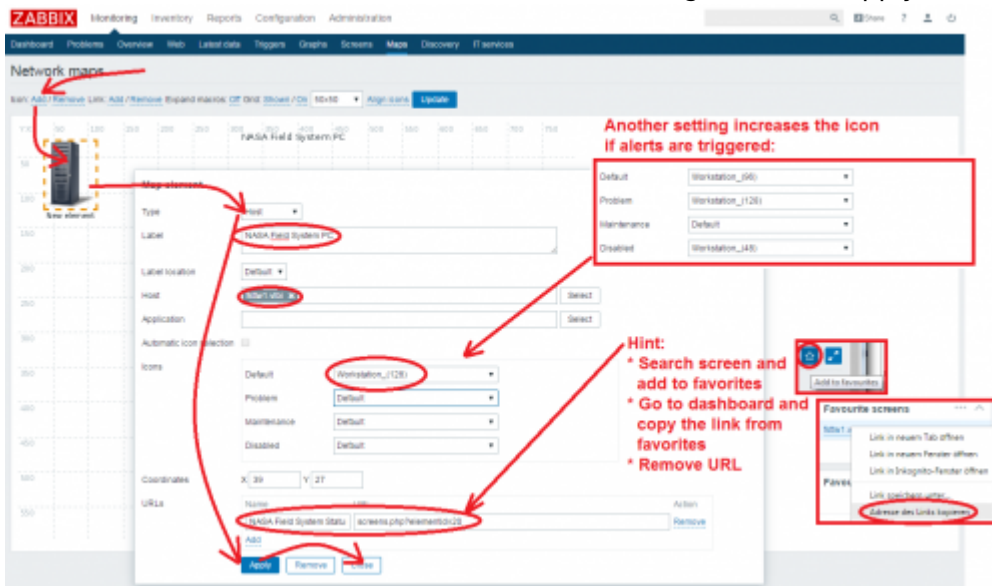 ZABBIX Monitoring Inventory Reports Configuration Administration Share ?
Dashboard Problems Overview Web Latest data Triggers Graphs Screens Maps Discovery IT services
Network maps
Icon: Add / Remove Link: Add / Remove Expand macros: Off Grid: Shown / On 50x50 Align icons Update
NASA Field System PC
New element
Map element
Type Host
Label NASA Field System PC
Label location Default
Host Select
Application Select
Automatic icon selection
Icons
Default Workstation_(128)
Problem Default
Maintenance Default
Disabled Default
Coordinates X 39 Y 27
URLs Name URL Action
NASA Field System Statu screens.php?elementid=28 Remove
Add
Apply Remove Close
Another setting increases the icon
if alerts are triggered:
Default Workstation_(96)
Problem Workstation_(128)
Maintenance Default
Disabled Workstation_(48)
Hint:
* Search screen and
add to favorites
* Go to dashboard and
copy the link from
favorites
* Remove URL
Add to favourites
Favourite screens
Link in neuem Tab öffnen
Link in neuem Fenster öffnen
Link in Inkognito-Fenster öffnen
Link speichern unter...
Adresse des Links kopieren